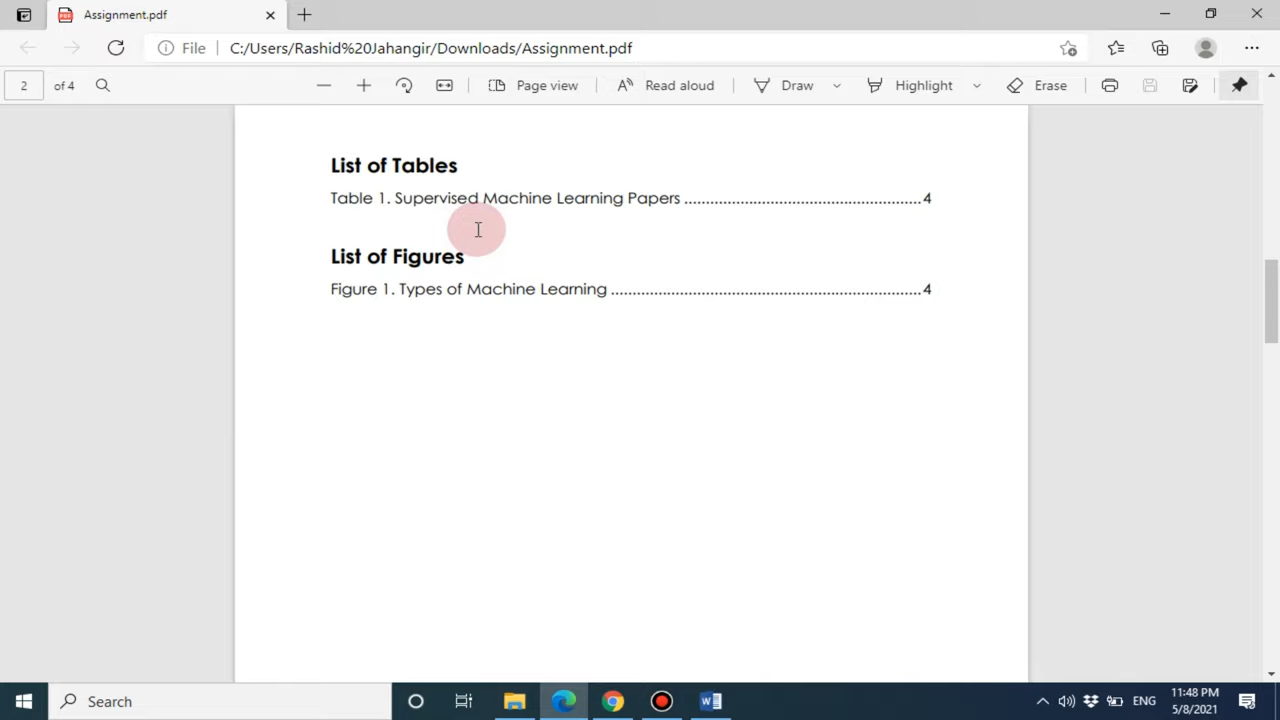 Assignment.pdf
File C:/Users/Rashid%20Jahangir/Downloads/Assignment.pdf
2 of 4 Page view Read aloud Draw Highlight Erase
List of Tables
Table 1. Supervised Machine Learning Papers ......................................................4
List of Figures
Figure 1. Types of Machine Learning .......................................................................4
Search
ENG
11:48 PM
5/8/2021